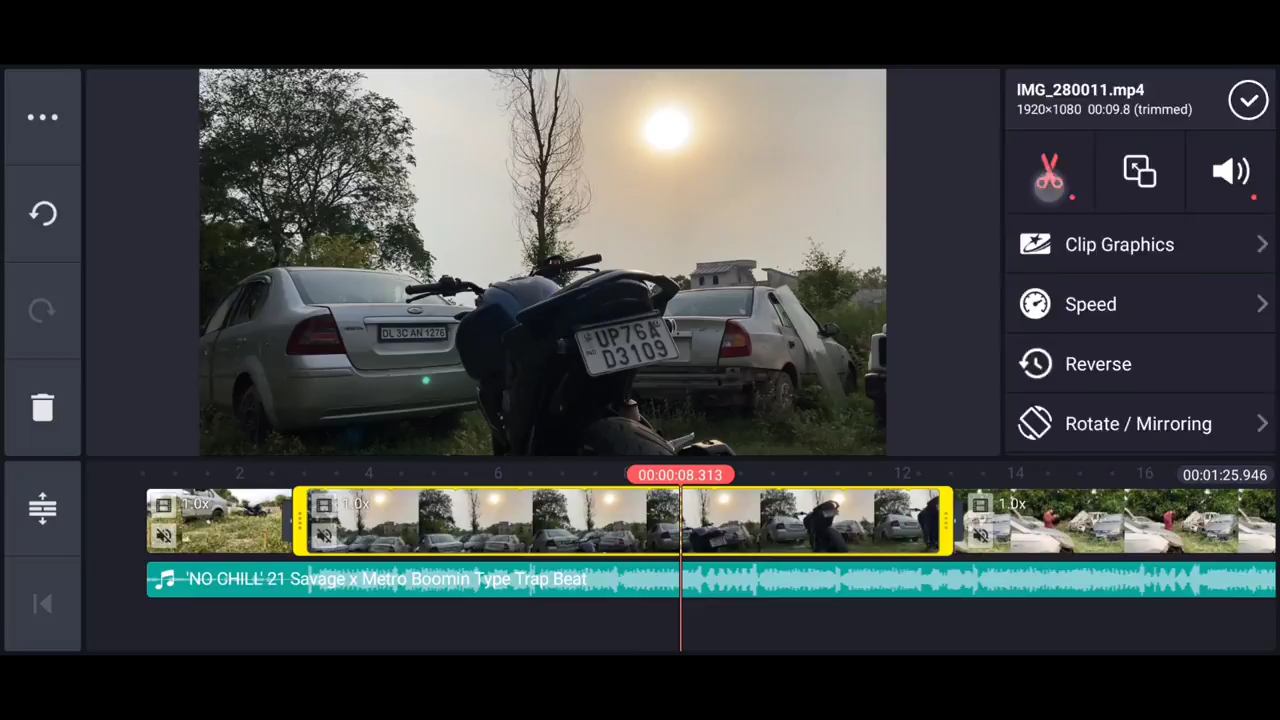 IMG_280011.mp4
1920×1080 00:09.8 (trimmed)
Clip Graphics
Speed
Reverse
Rotate / Mirroring
DL 3C AN 1278
UP76A
D3109
IND
2
4
6
12
14
16
00:00:08.313
00:01:25.946
1.0x
1.0x
1.0x
'NO CHILL' 21 Savage x Metro Boomin Type Trap Beat